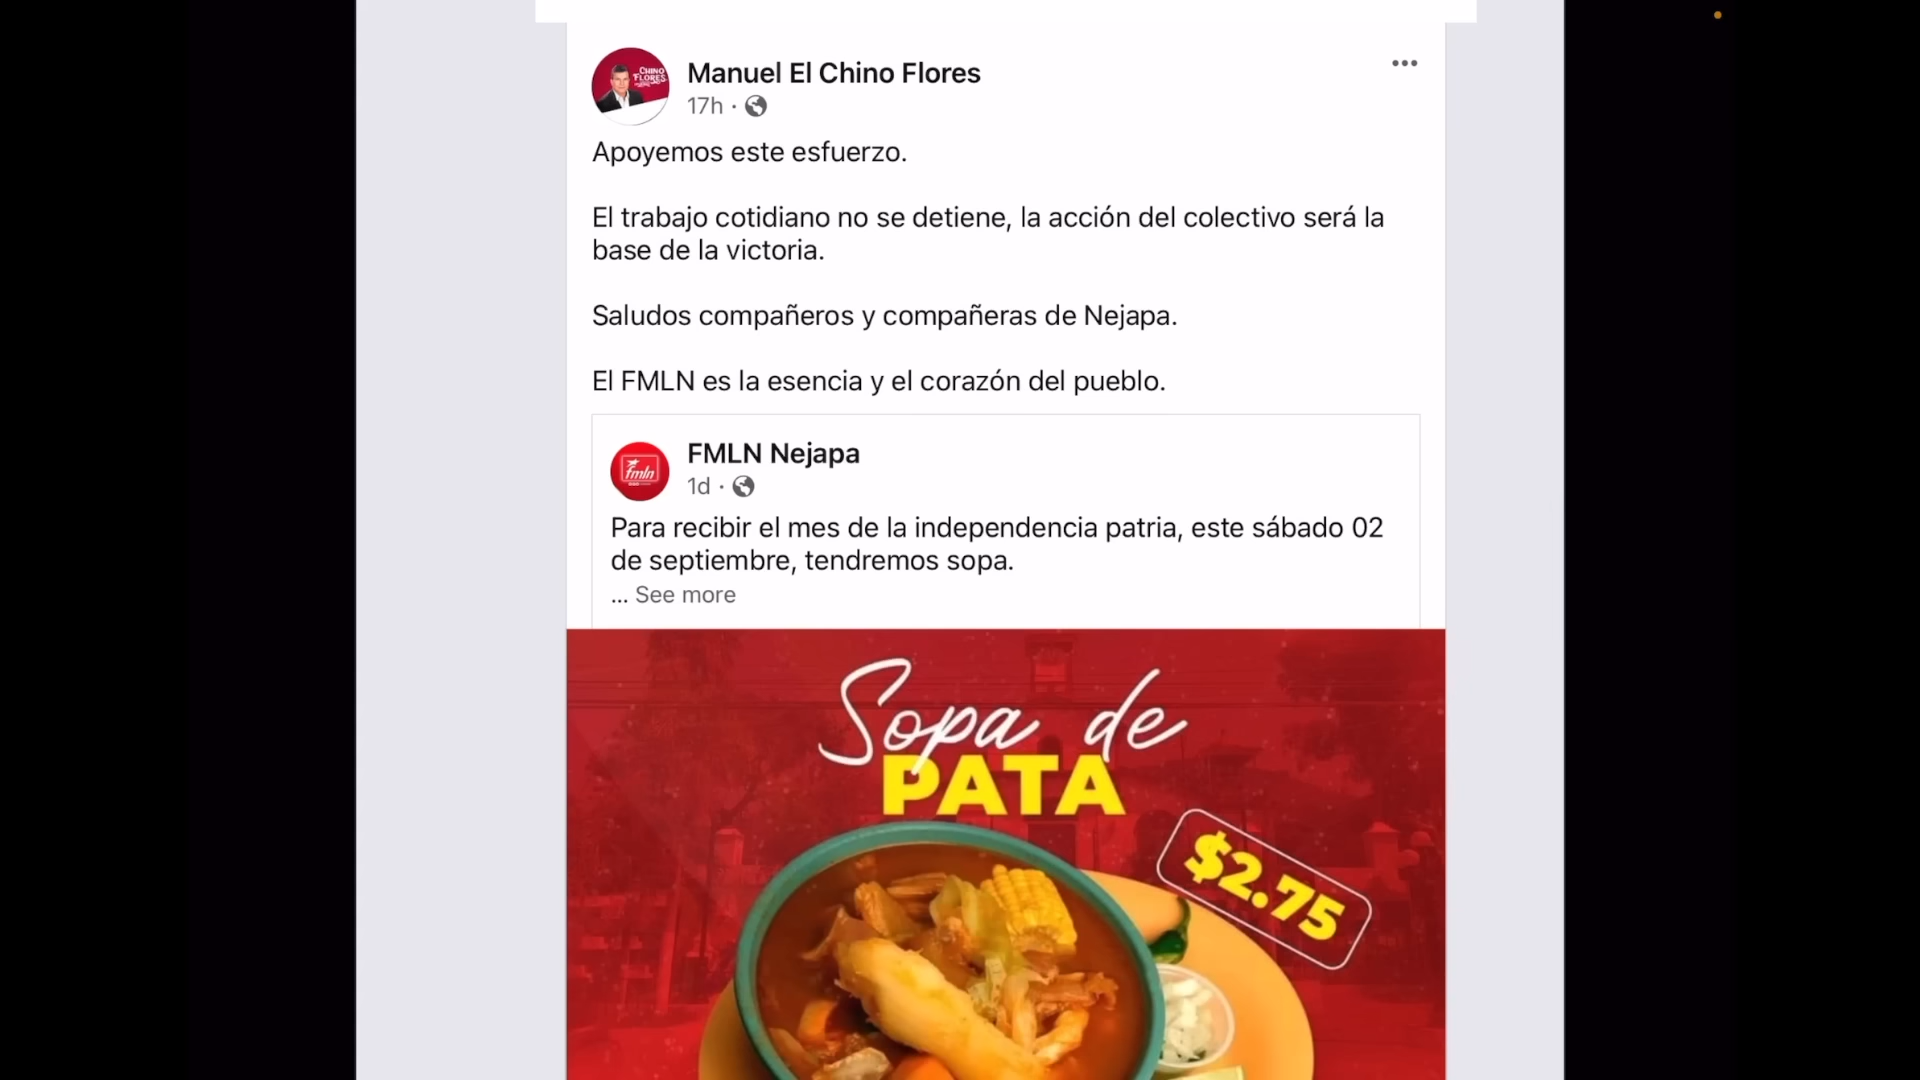 Manuel El Chino Flores
17h ·
Apoyemos este esfuerzo.
El trabajo cotidiano no se detiene, la acción del colectivo será la
base de la victoria.
Saludos compañeros y compañeras de Nejapa.
El FMLN es la esencia y el corazón del pueblo.
FMLN Nejapa
1d ·
Para recibir el mes de la independencia patria, este sábado 02
de septiembre, tendremos sopa.
... See more
Sopa de
PATA
$2.75
CHINO
FLORES
fmln